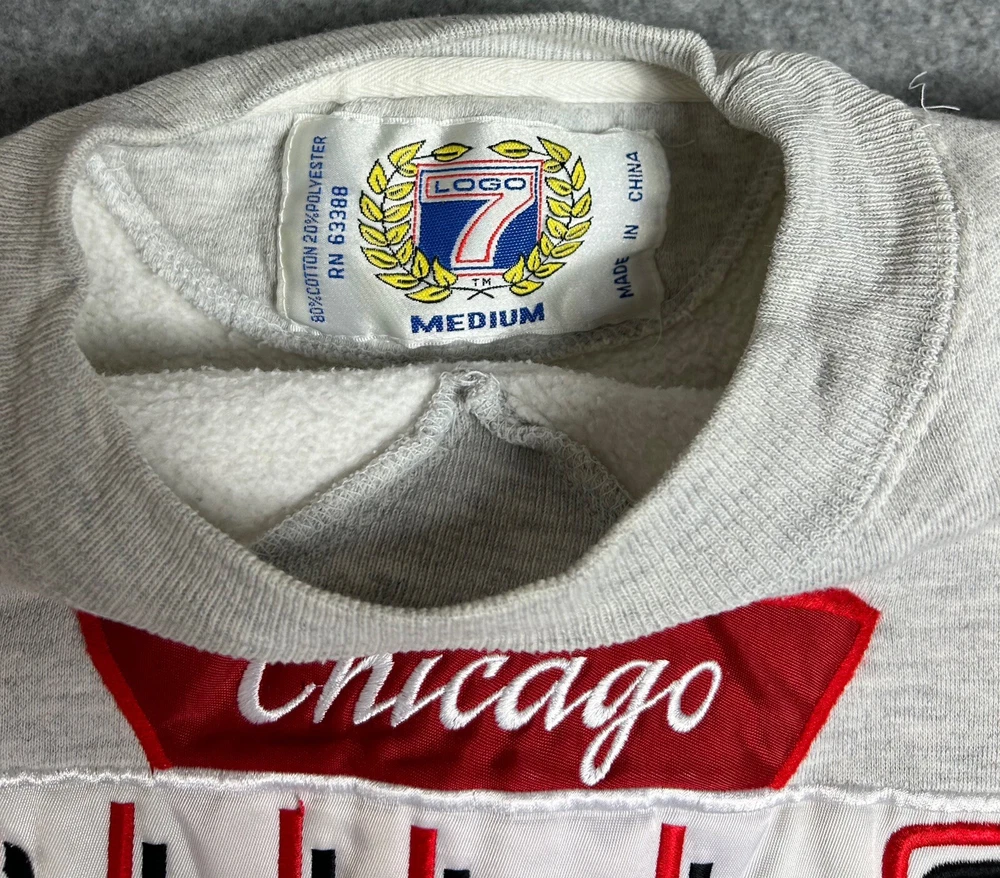 80%COTTON 20%POLYESTER
RN 63388
LOGO
7
TM
MEDIUM
MADE IN CHINA
Chicago